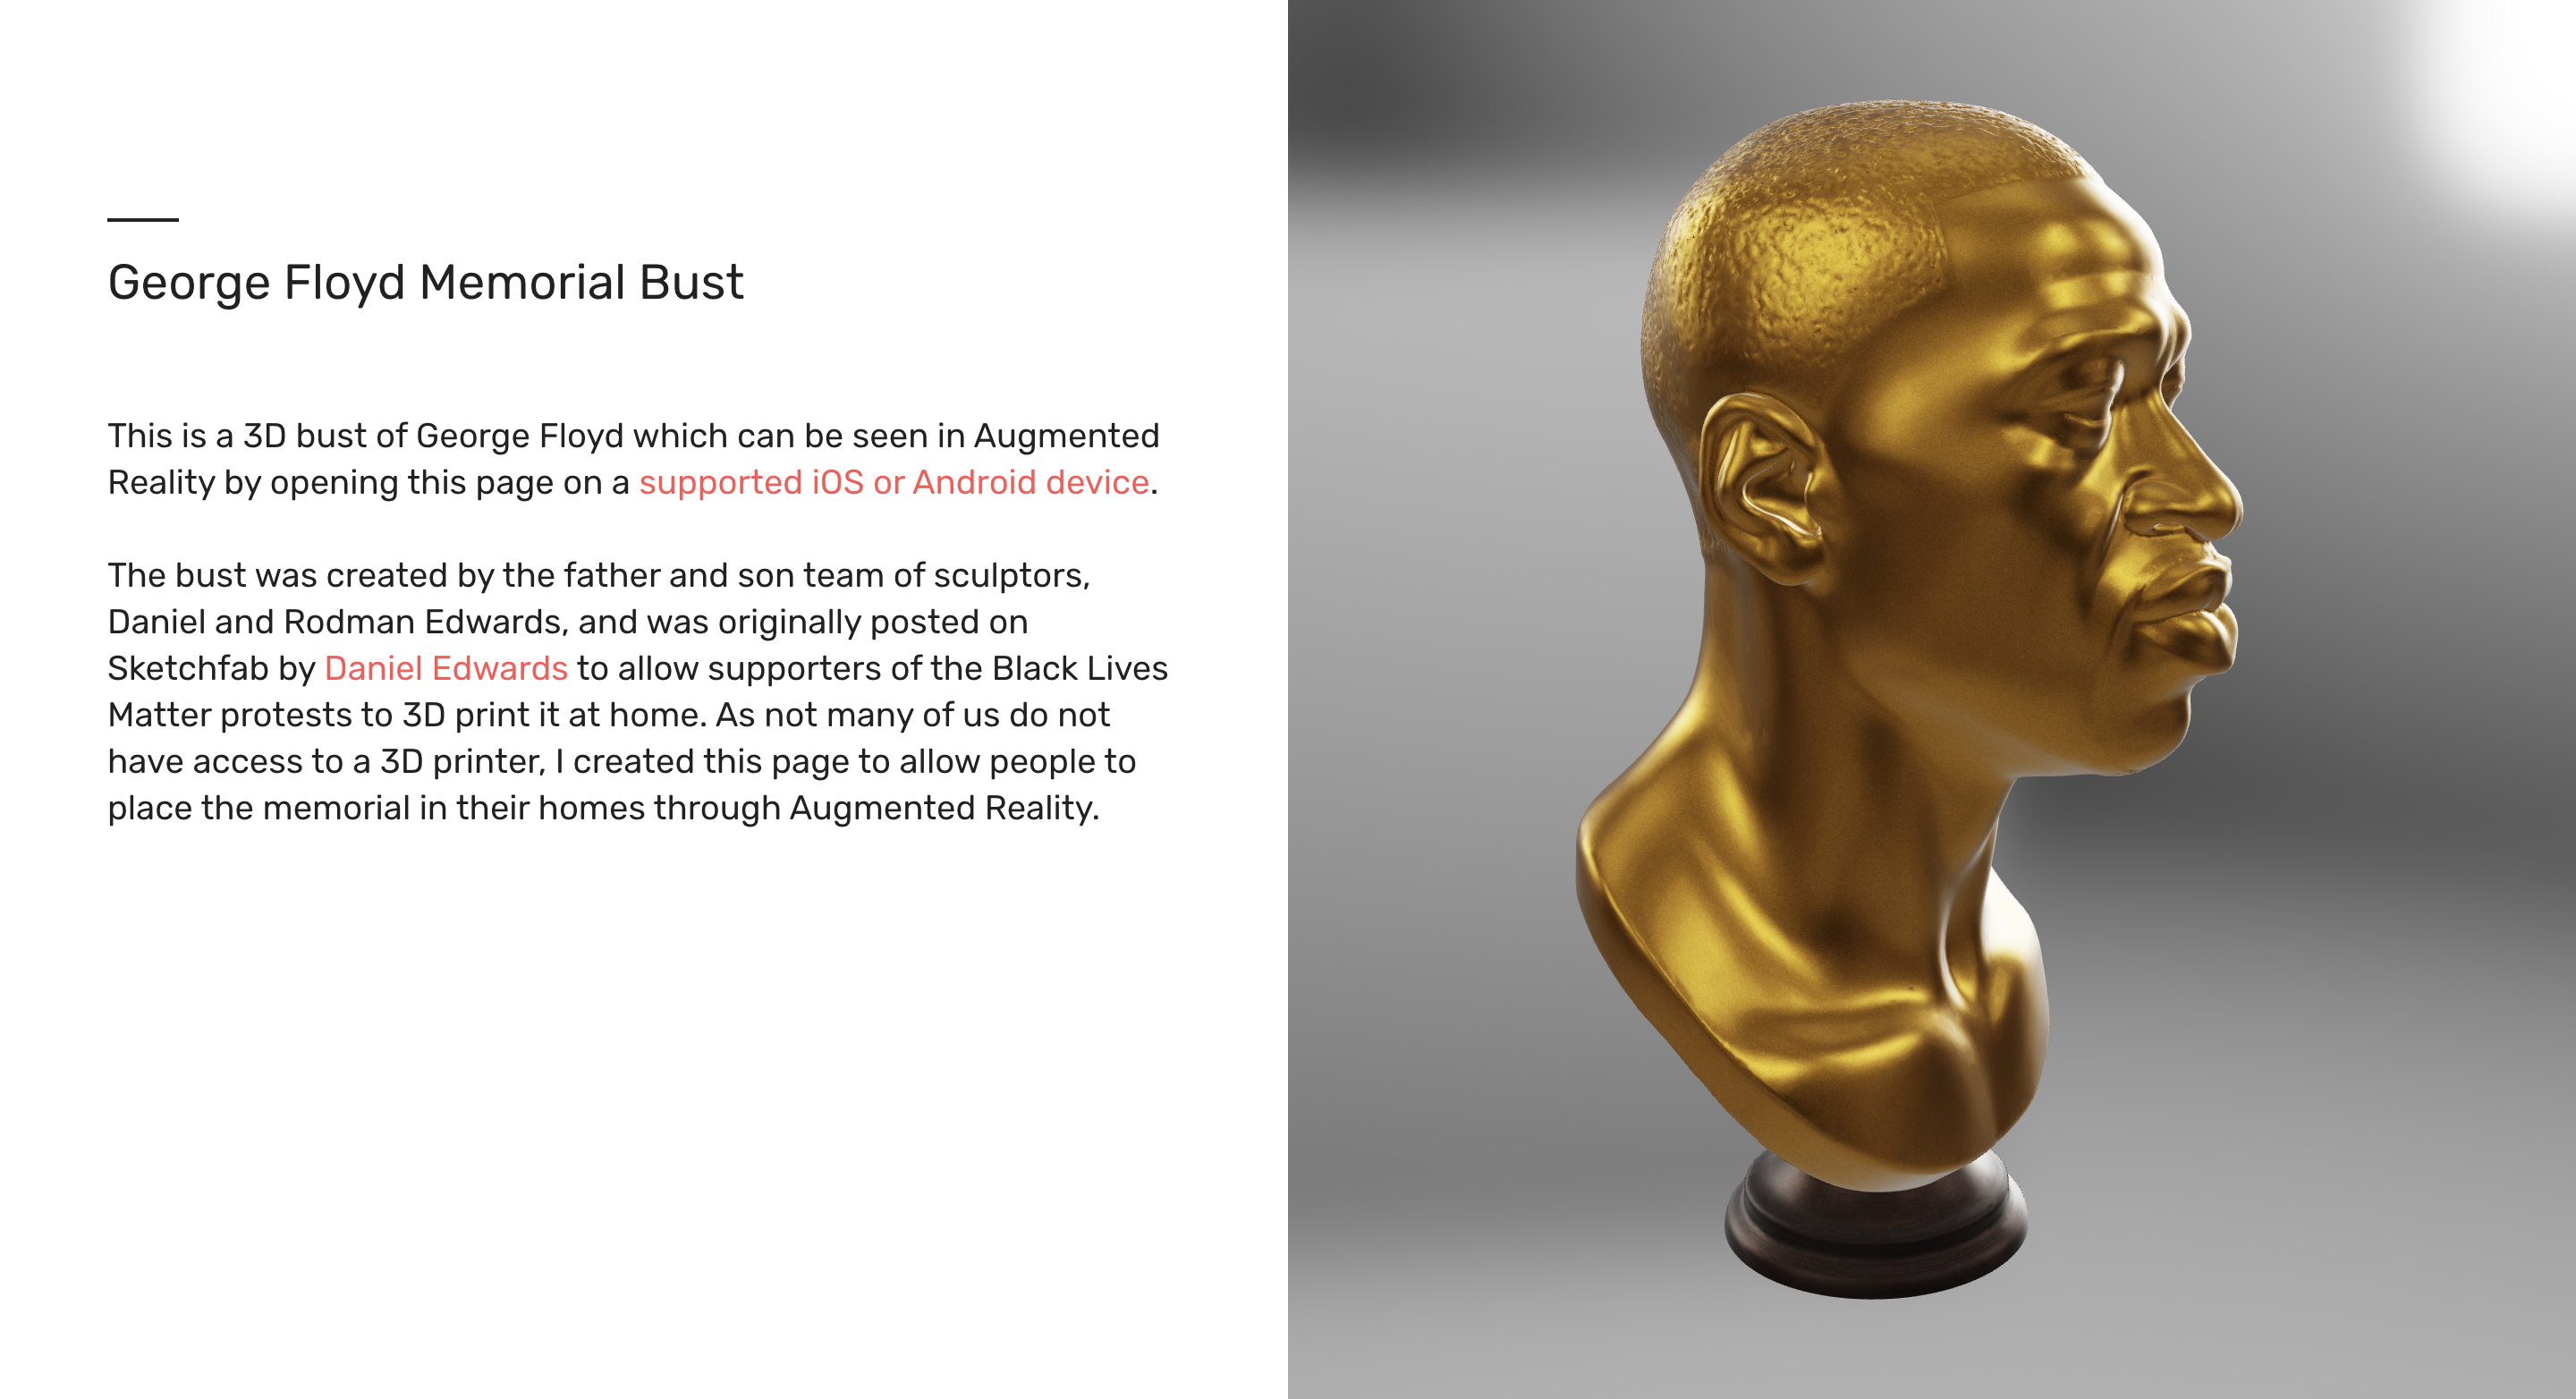 George Floyd Memorial Bust
This is a 3D bust of George Floyd which can be seen in Augmented
Reality by opening this page on a supported iOS or Android device.
The bust was created by the father and son team of sculptors,
Daniel and Rodman Edwards, and was originally posted on
Sketchfab by Daniel Edwards to allow supporters of the Black Lives
Matter protests to 3D print it at home. As not many of us do not
have access to a 3D printer, I created this page to allow people to
place the memorial in their homes through Augmented Reality.